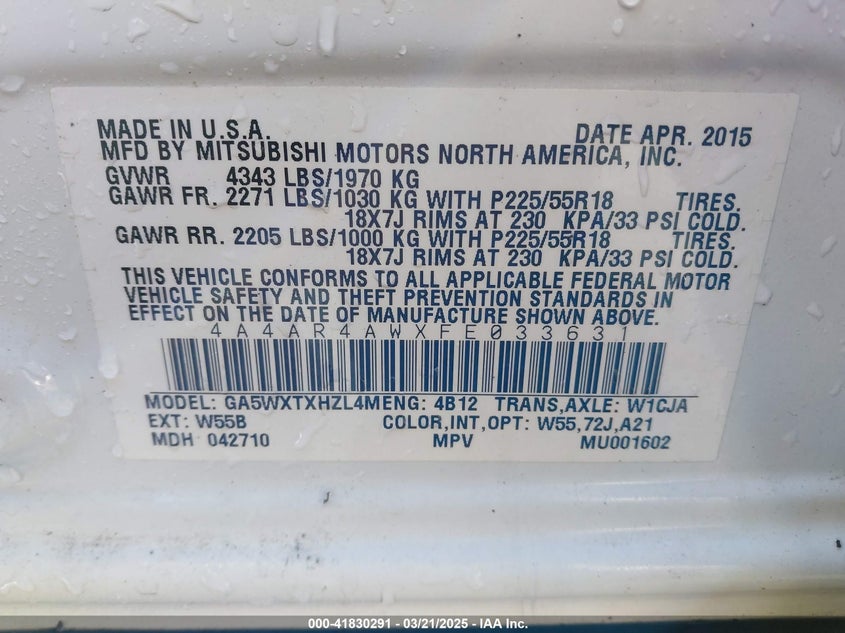 MADE IN U.S.A. DATE APR. 2015
MFD BY MITSUBISHI MOTORS NORTH AMERICA, INC.
GVWR 4343 LBS/1970 KG
GAWR FR. 2271 LBS/1030 KG WITH P225/55R18 TIRES.
18X7J RIMS AT 230 KPA/33 PSI COLD.
GAWR RR. 2205 LBS/1000 KG WITH P225/55R18 TIRES.
18X7J RIMS AT 230 KPA/33 PSI COLD.
THIS VEHICLE CONFORMS TO ALL APPLICABLE FEDERAL MOTOR
VEHICLE SAFETY AND THEFT PREVENTION STANDARDS IN
EFFECT ON THE DATE OF MANUFACTURE SHOWN ABOVE.
4A4AR4AWXFE033631
MODEL: GA5WXTXHZL4MENG: 4B12 TRANS,AXLE: W1CJA
EXT: W55B COLOR,INT,OPT: W55,72J,A21
MDH 042710 MPV MU001602
000-41830291 - 03/21/2025 - IAA Inc.